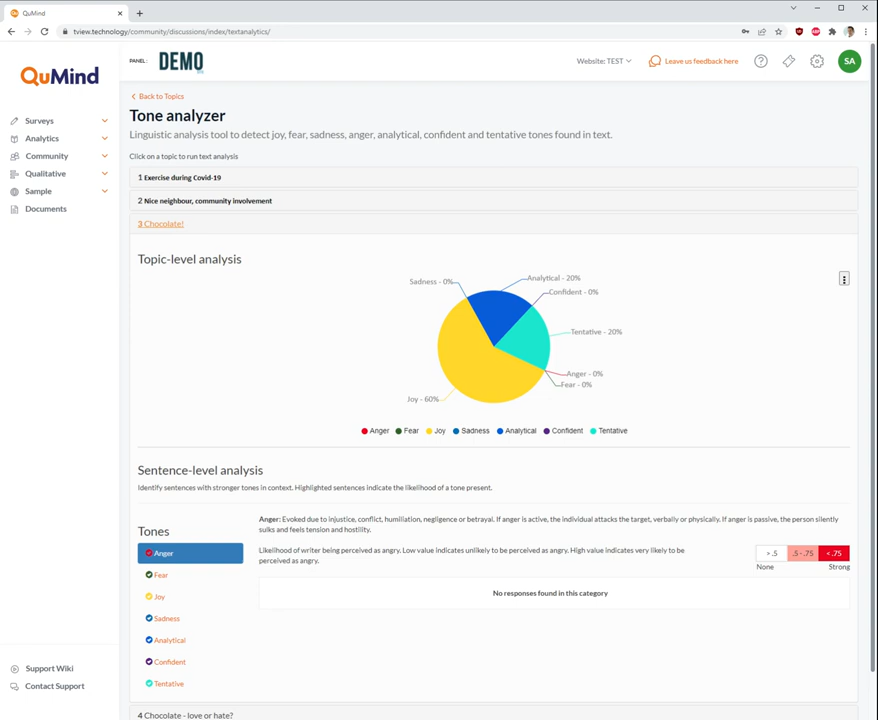 QuMind
tview.technology/community/discussions/index/textanalytics/
QuMind
PANEL: DEMO
Website: TEST
Leave us feedback here
SA
Surveys
Analytics
Community
Qualitative
Sample
Documents
Support Wiki
Contact Support
Back to Topics
Tone analyzer
Linguistic analysis tool to detect joy, fear, sadness, anger, analytical, confident and tentative tones found in text.
Click on a topic to run text analysis
1 Exercise during Covid-19
2 Nice neighbour, community involvement
3 Chocolate!
Topic-level analysis
Sadness - 0%
Analytical - 20%
Confident - 0%
Tentative - 20%
Anger - 0%
Fear - 0%
Joy - 60%
Anger Fear Joy Sadness Analytical Confident Tentative
Sentence-level analysis
Identify sentences with stronger tones in context. Highlighted sentences indicate the likelihood of a tone present.
Tones
Anger
Fear
Joy
Sadness
Analytical
Confident
Tentative
Anger: Evoked due to injustice, conflict, humiliation, negligence or betrayal. If anger is active, the individual attacks the target, verbally or physically. If anger is passive, the person silently
sulks and feels tension and hostility.
Likelihood of writer being perceived as angry. Low value indicates unlikely to be perceived as angry. High value indicates very likely to be
perceived as angry.
> .5 .5 - .75 < .75
None Strong
No responses found in this category
4 Chocolate - love or hate?